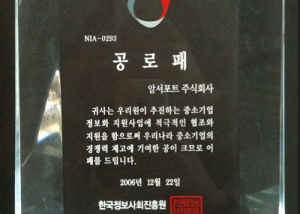 NIA-0293
공로패
알서포트 주식회사
귀사는 우리원이 추진하는 중소기업
정보화 지원사업에 적극적인 협조와
지원을 함으로써 우리나라 중소기업의
경쟁력 제고에 기여한 공이 크므로 이
패를 드립니다.
2006년 12월 22일
한국정보사회진흥원